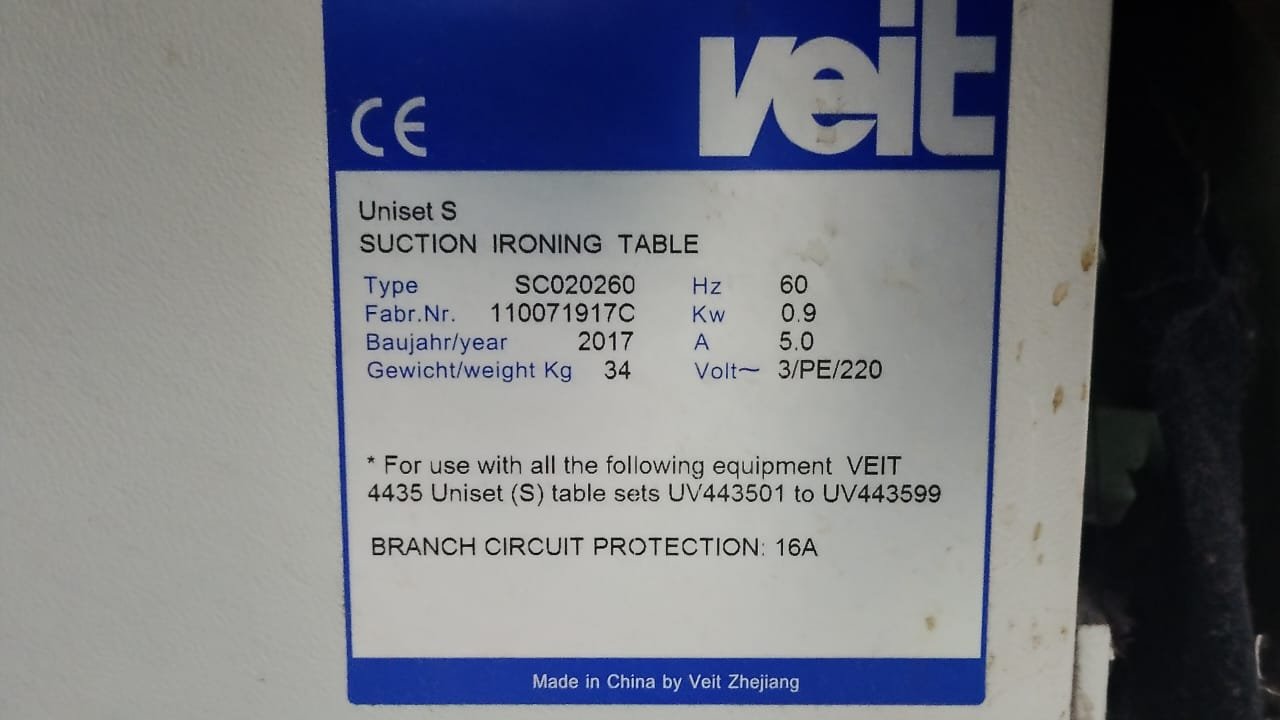 CE
veit
Uniset S
SUCTION IRONING TABLE
Type SC020260 Hz 60
Fabr.Nr. 110071917C Kw 0.9
Baujahr/year 2017 A 5.0
Gewicht/weight Kg 34 Volt~ 3/PE/220
* For use with all the following equipment VEIT
4435 Uniset (S) table sets UV443501 to UV443599
BRANCH CIRCUIT PROTECTION: 16A
Made in China by Veit Zhejiang